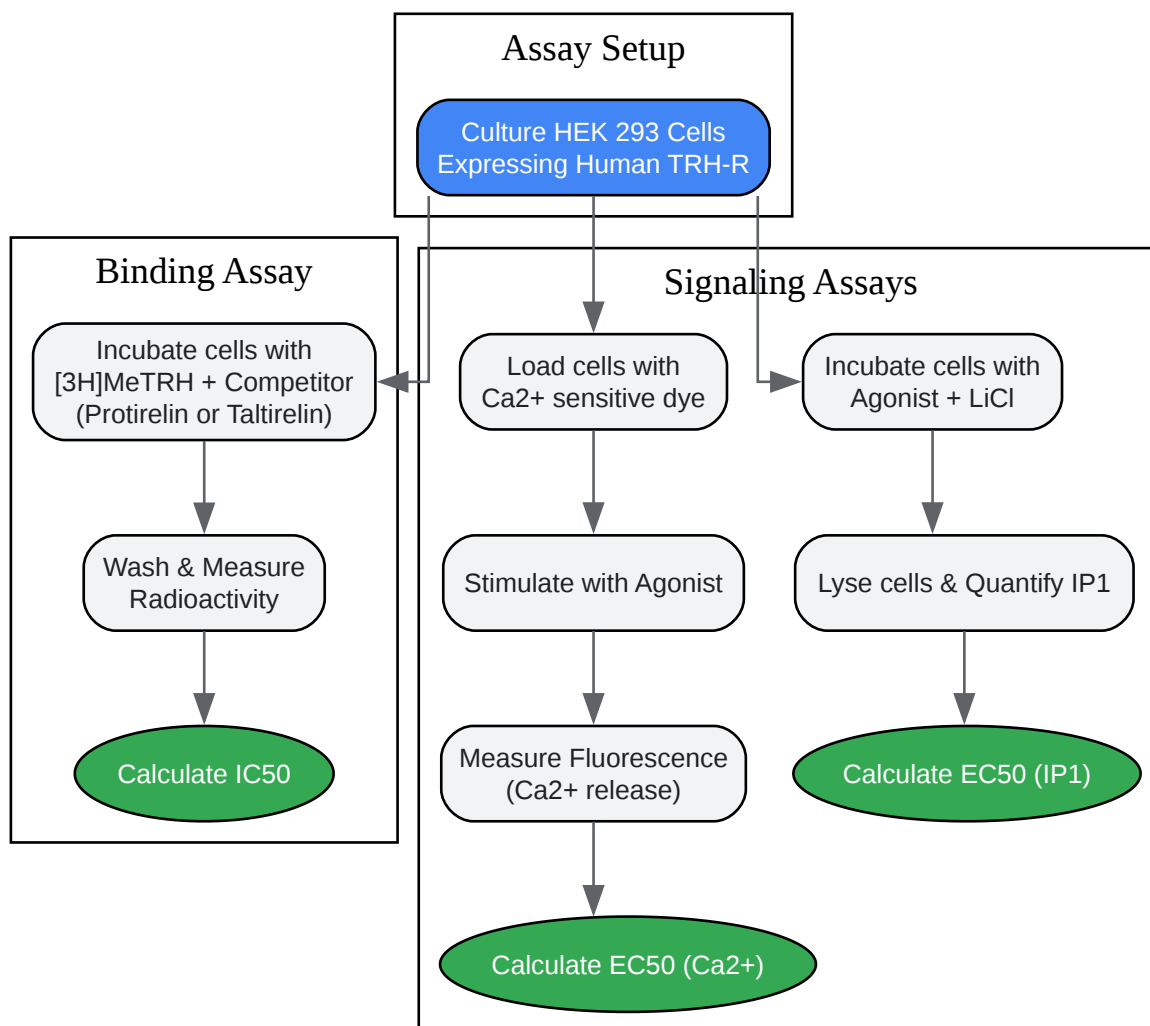 Assay Setup
Culture HEK 293 Cells
Expressing Human TRH-R
Binding Assay
Incubate cells with
[3H]MeTRH + Competitor
(Protirelin or Taltirelin)
Wash & Measure
Radioactivity
Calculate IC50
Signaling Assays
Load cells with
Ca2+ sensitive dye
Stimulate with Agonist
Measure Fluorescence
(Ca2+ release)
Calculate EC50 (Ca2+)
Incubate cells with
Agonist + LiCl
Lyse cells & Quantify IP1
Calculate EC50 (IP1)